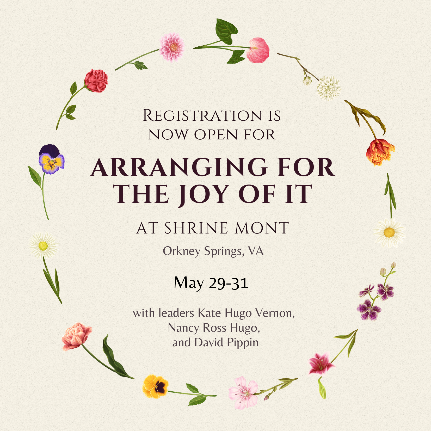 Registration is
now open for
ARRANGING FOR
THE JOY OF IT
AT SHRINE MONT
Orkney Springs, VA
May 29-31
with leaders Kate Hugo Vernon,
Nancy Ross Hugo,
and David Pippin